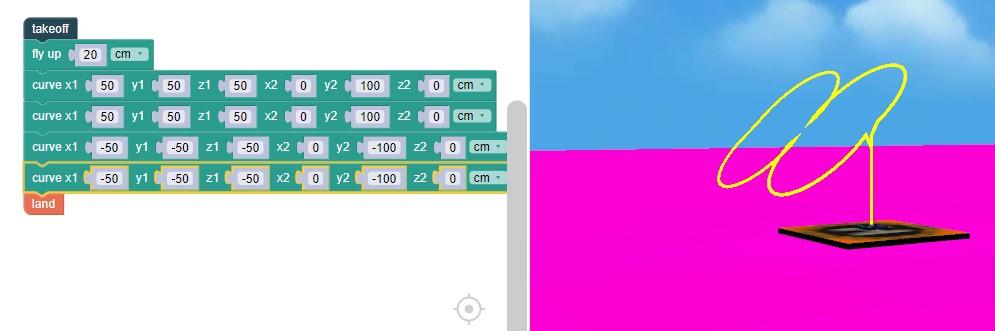 takeoff
fly up 20 cm
curve x1 50 y1 50 z1 50 x2 0 y2 100 z2 0 cm
curve x1 50 y1 50 z1 50 x2 0 y2 100 z2 0 cm
curve x1 -50 y1 -50 z1 -50 x2 0 y2 -100 z2 0 cm
curve x1 -50 y1 -50 z1 -50 x2 0 y2 -100 z2 0 cm
land